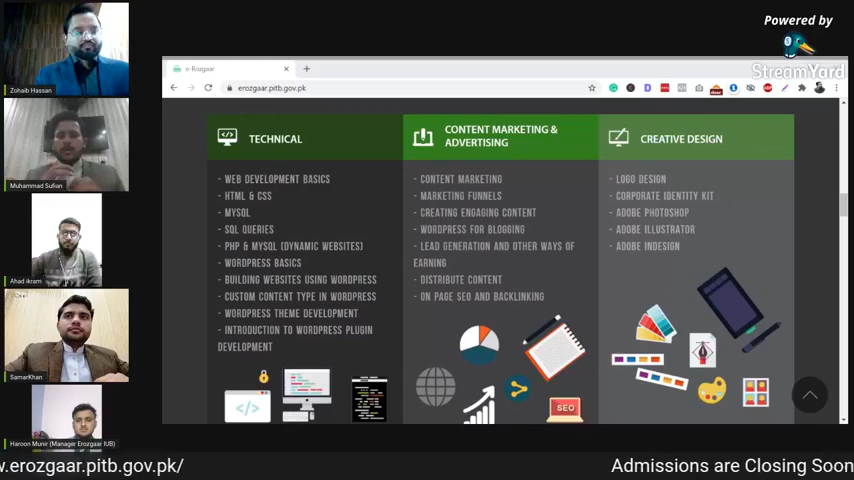 Powered by
StreamYard
Zohaib Hassan
Muhammad Sufian
Ahad ikram
SamarKhan
Haroon Munir (Manager Erozgaar IUB)
e-Rozgaar
erozgaar.pitb.gov.pk
TECHNICAL
- WEB DEVELOPMENT BASICS
- HTML & CSS
- MYSQL
- SQL QUERIES
- PHP & MYSQL (DYNAMIC WEBSITES)
- WORDPRESS BASICS
- BUILDING WEBSITES USING WORDPRESS
- CUSTOM CONTENT TYPE IN WORDPRESS
- WORDPRESS THEME DEVELOPMENT
- INTRODUCTION TO WORDPRESS PLUGIN
DEVELOPMENT
CONTENT MARKETING &
ADVERTISING
- CONTENT MARKETING
- MARKETING FUNNELS
- CREATING ENGAGING CONTENT
- WORDPRESS FOR BLOGGING
- LEAD GENERATION AND OTHER WAYS OF
EARNING
- DISTRIBUTE CONTENT
- ON PAGE SEO AND BACKLINKING
SEO
CREATIVE DESIGN
- LOGO DESIGN
- CORPORATE IDENTITY KIT
- ADOBE PHOTOSHOP
- ADOBE ILLUSTRATOR
- ADOBE INDESIGN
w.erozgaar.pitb.gov.pk/
Admissions are Closing Soon